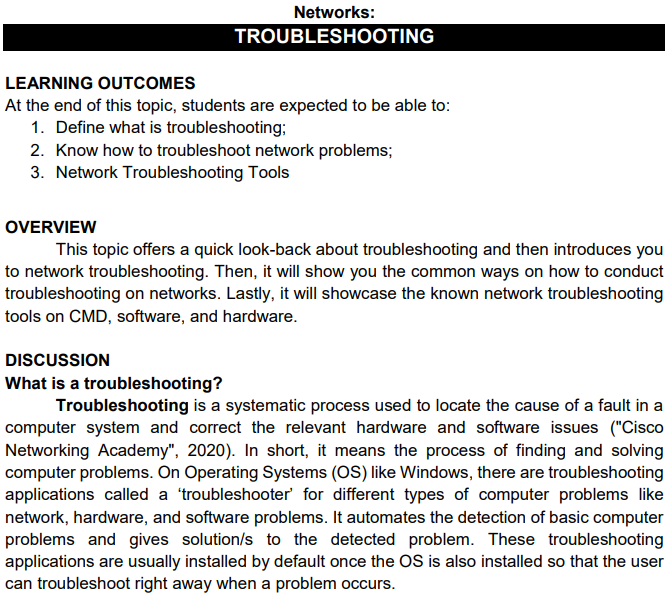 Networks:
TROUBLESHOOTING
LEARNING OUTCOMES
At the end of this topic, students are expected to be able to:
1. Define what is troubleshooting;
2. Know how to troubleshoot network problems;
3. Network Troubleshooting Tools
OVERVIEW
This topic offers a quick look-back about troubleshooting and then introduces you
to network troubleshooting. Then, it will show you the common ways on how to conduct
troubleshooting on networks. Lastly, it will showcase the known network troubleshooting
tools on CMD, software, and hardware.
DISCUSSION
What is a troubleshooting?
Troubleshooting is a systematic process used to locate the cause of a fault in a
computer system and correct the relevant hardware and software issues ("Cisco
Networking Academy", 2020). In short, it means the process of finding and solving
computer problems. On Operating Systems (OS) like Windows, there are troubleshooting
applications called a ‘troubleshooter’ for different types of computer problems like
network, hardware, and software problems. It automates the detection of basic computer
problems and gives solution/s to the detected problem. These troubleshooting
applications are usually installed by default once the OS is also installed so that the user
can troubleshoot right away when a problem occurs.